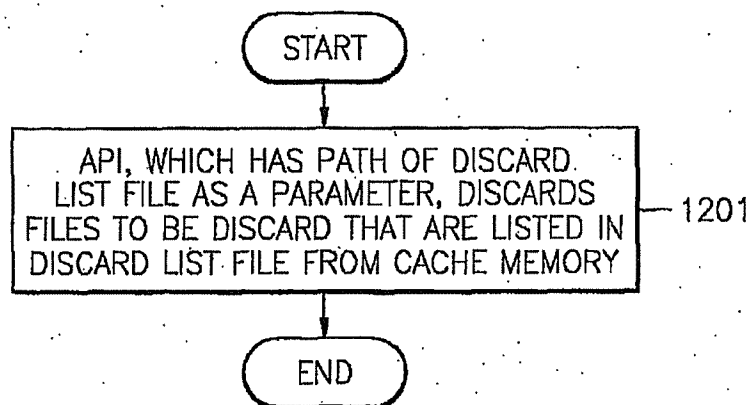 START
API, WHICH HAS PATH OF DISCARD
LIST FILE AS A PARAMETER, DISCARDS
FILES TO BE DISCARD THAT ARE LISTED IN
DISCARD LIST FILE FROM CACHE MEMORY
1201
END